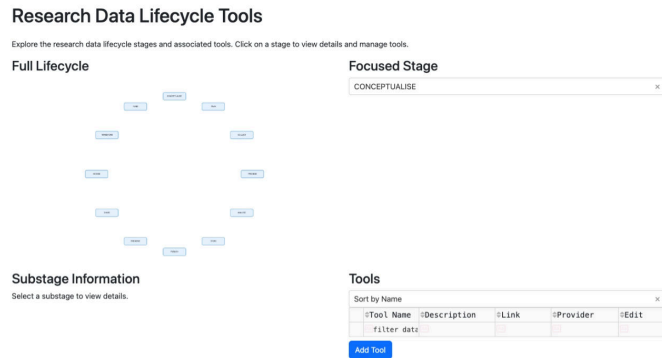 Research Data Lifecycle Tools
Explore the research data lifecycle stages and associated tools. Click on a stage to view details and manage tools.
Full Lifecycle
Focused Stage
CONCEPTUALISE ×
Substage Information
Select a substage to view details.
Tools
Sort by Name ×
Tool Name Description Link Provider Edit
filter data
Add Tool